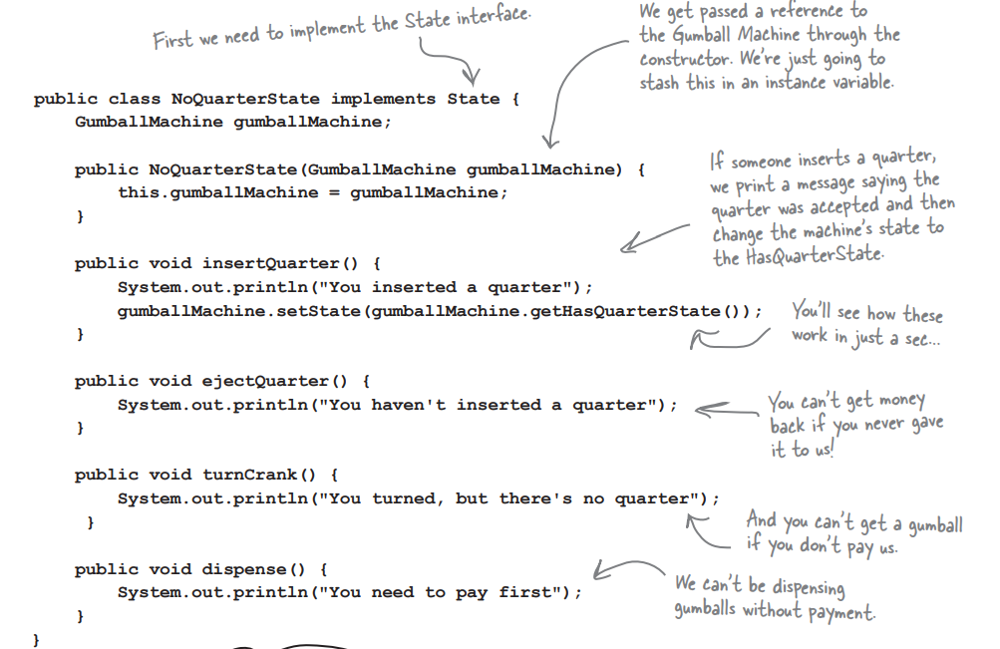 First we need to implement the State interface.
We get passed a reference to
the Gumball Machine through the
constructor. We're just going to
stash this in an instance variable.
public class NoQuarterState implements State {
GumballMachine gumballMachine;
public NoQuarterState(GumballMachine gumballMachine) {
this.gumballMachine = gumballMachine;
}
If someone inserts a quarter,
we print a message saying the
quarter was accepted and then
change the machine's state to
the HasQuarterState.
public void insertQuarter() {
System.out.println("You inserted a quarter");
gumballMachine.setState(gumballMachine.getHasQuarterState());
}
You'll see how these
work in just a sec...
public void ejectQuarter() {
System.out.println("You haven't inserted a quarter");
}
You can't get money
back if you never gave
it to us!
public void turnCrank() {
System.out.println("You turned, but there's no quarter");
}
And you can't get a gumball
if you don't pay us.
public void dispense() {
System.out.println("You need to pay first");
}
We can't be dispensing
gumballs without payment.
}